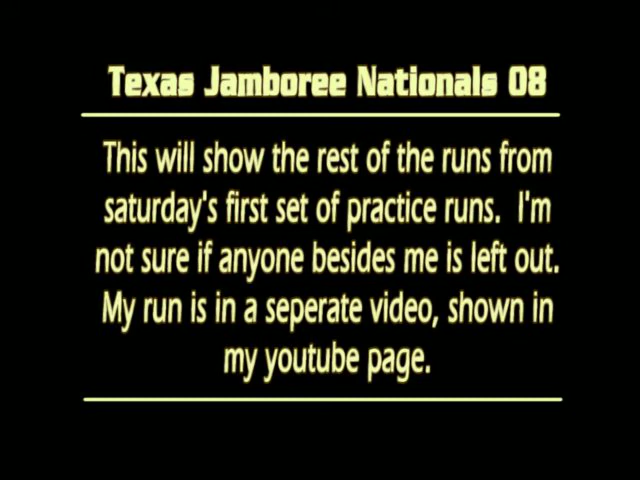 Texas Jamboree Nationals 08
This will show the rest of the runs from
saturday's first set of practice runs.  I'm
not sure if anyone besides me is left out.
My run is in a seperate video, shown in
my youtube page.